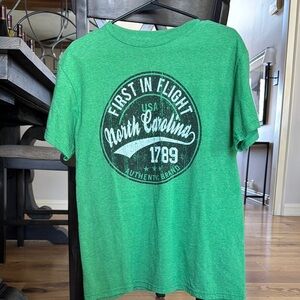 FIRST IN FLIGHT
USA
North Carolina
1789
AUTHENTIC BRAND